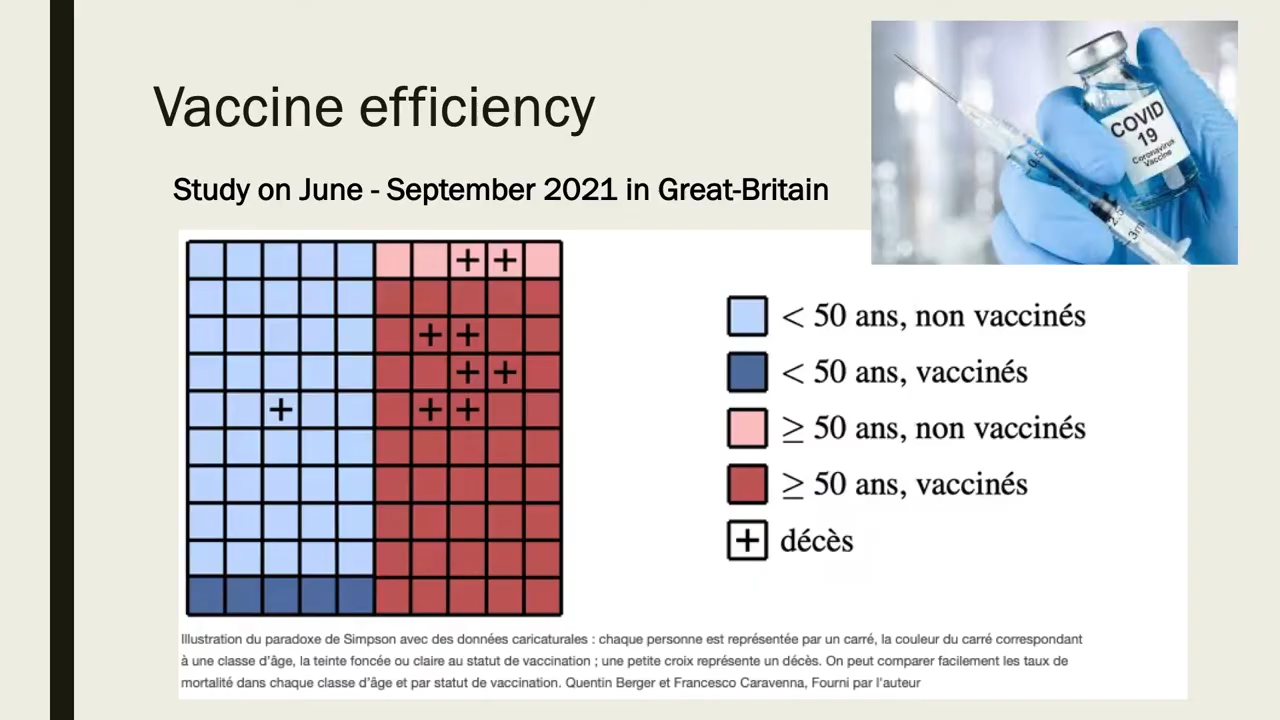 Vaccine efficiency
Study on June - September 2021 in Great-Britain
COVID
19
Coronavirus
Vaccine
< 50 ans, non vaccinés
< 50 ans, vaccinés
≥ 50 ans, non vaccinés
≥ 50 ans, vaccinés
+ décès
Illustration du paradoxe de Simpson avec des données caricaturales : chaque personne est représentée par un carré, la couleur du carré correspondant
à une classe d'âge, la teinte foncée ou claire au statut de vaccination ; une petite croix représente un décès. On peut comparer facilement les taux de
mortalité dans chaque classe d'âge et par statut de vaccination. Quentin Berger et Francesco Caravenna, Fourni par l'auteur